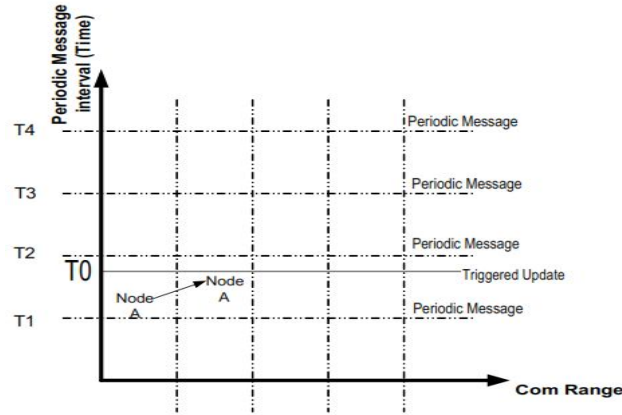 Periodic Message
interval (Time)
T4
Periodic Message
T3
Periodic Message
T2
Periodic Message
T0
Triggered Update
Node
A
Node
A
T1
Periodic Message
Com Range